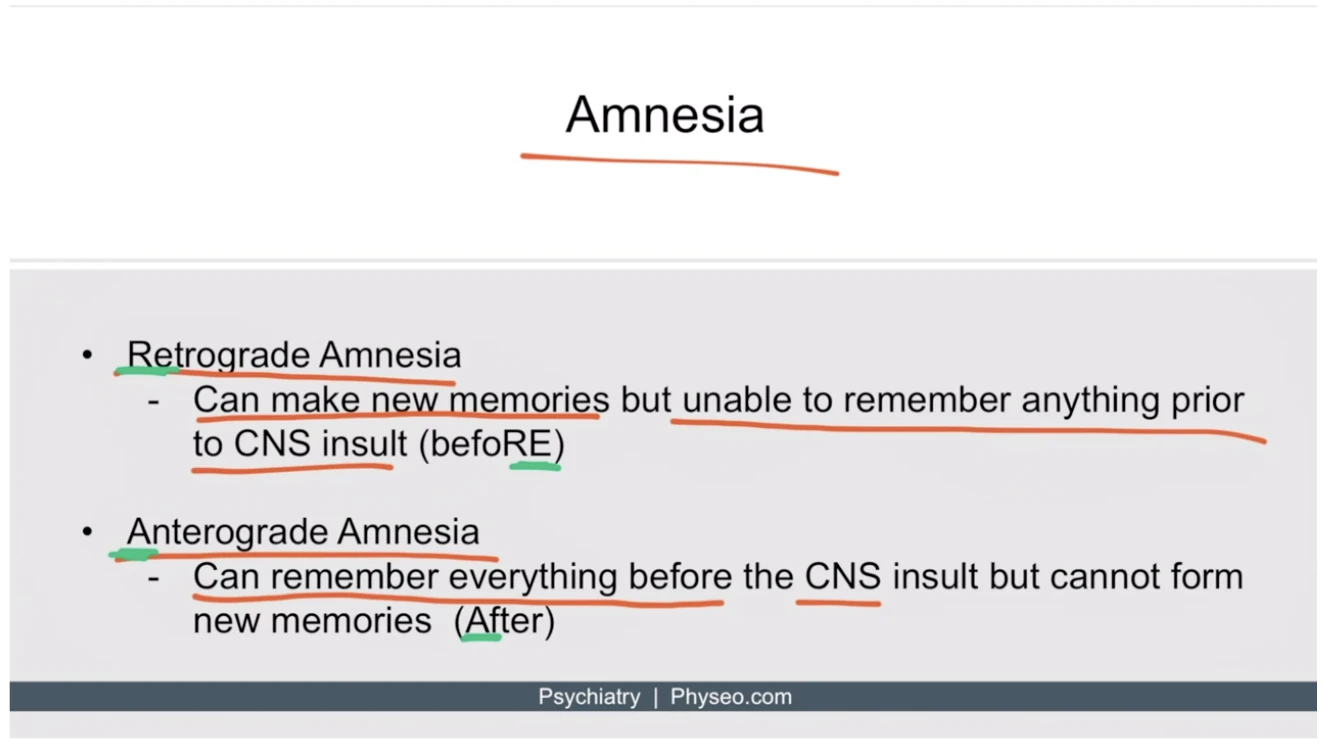 Amnesia
• Retrograde Amnesia
- Can make new memories but unable to remember anything prior
to CNS insult (befoRE)
• Anterograde Amnesia
- Can remember everything before the CNS insult but cannot form
new memories (After)
Psychiatry | Physeo.com